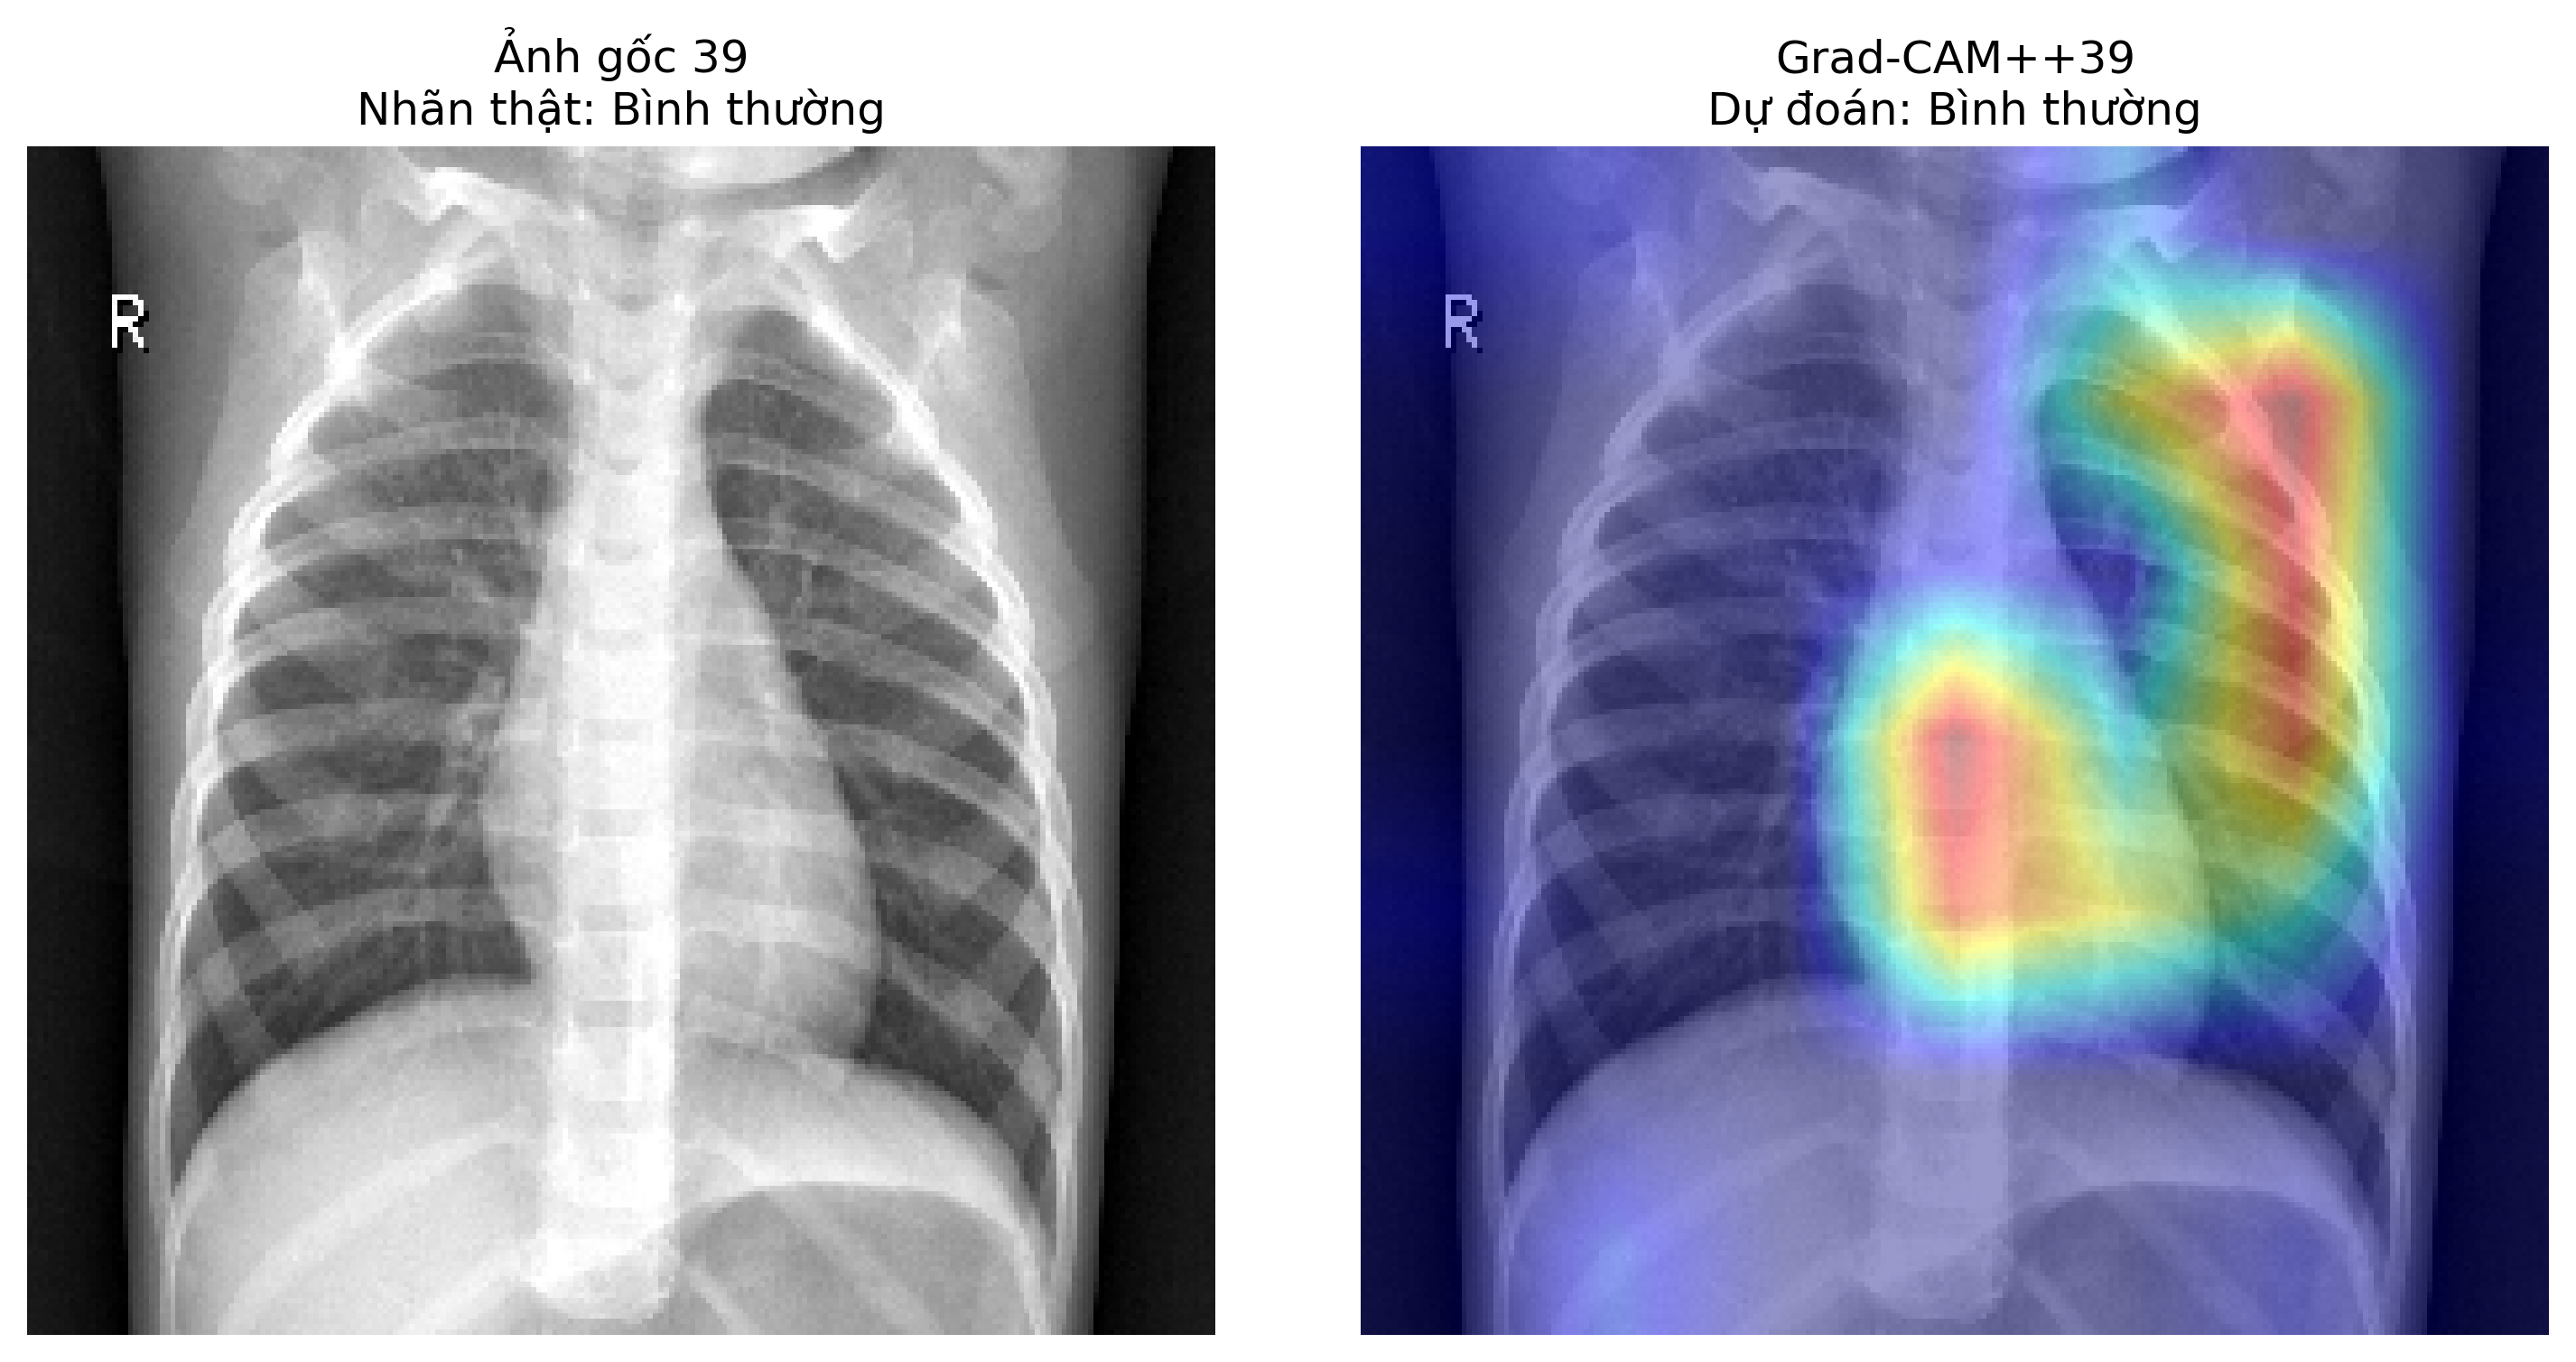 Ảnh gốc 39
Nhãn thật: Bình thường
R
Grad-CAM++39
Dự đoán: Bình thường
R